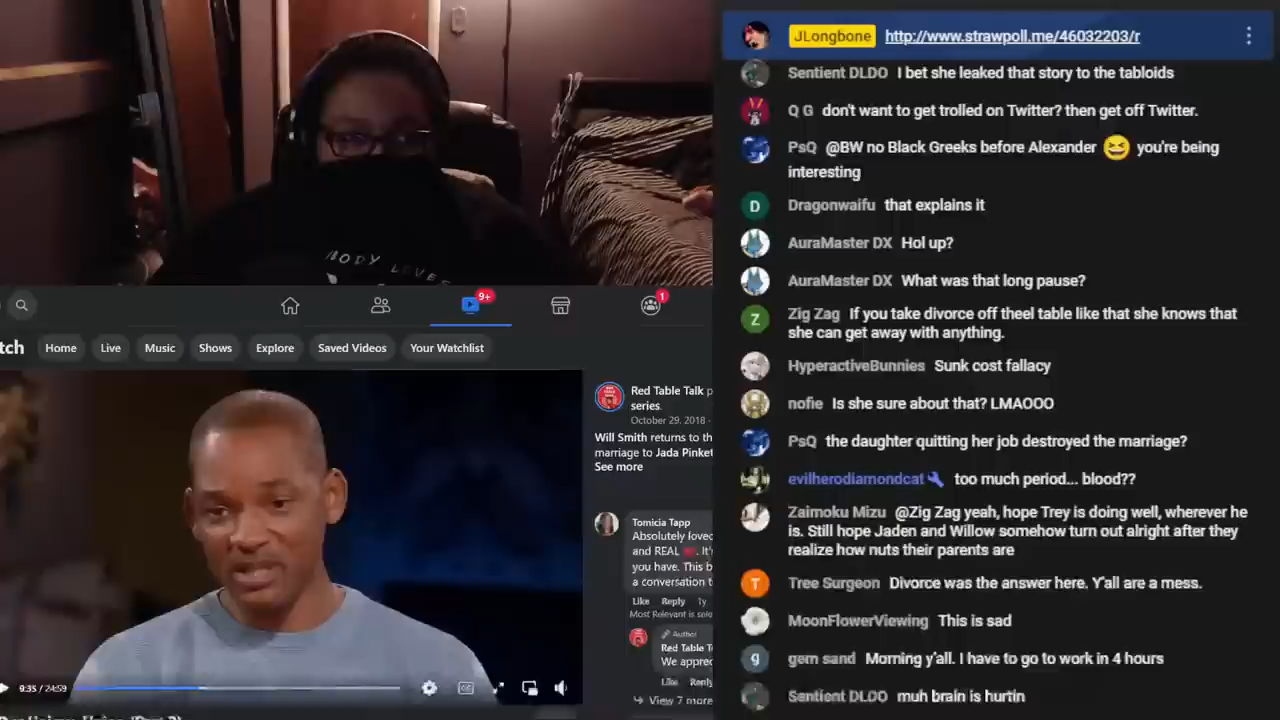 BODY LOVES
9+
1
tch
Home
Live
Music
Shows
Explore
Saved Videos
Your Watchlist
9:35 / 24:59
Red Table Talk p
series.
October 29, 2018 ·
Will Smith returns to th
marriage to Jada Pinket
See more
Tomicia Tapp
Absolutely loved
and REAL ❤️. It's
you have. This b
a conversation t
Like Reply 1y
Most Relevant is sele
Author
Red Table T
We apprec
Like Reply
View 7 more
JLongbone http://www.strawpoll.me/46032203/r
Sentient DLDO I bet she leaked that story to the tabloids
Q G don't want to get trolled on Twitter? then get off Twitter.
PsQ @BW no Black Greeks before Alexander 😆 you're being
interesting
D
Dragonwaifu that explains it
AuraMaster DX Hol up?
AuraMaster DX What was that long pause?
Z
Zig Zag If you take divorce off theel table like that she knows that
she can get away with anything.
HyperactiveBunnies Sunk cost fallacy
nofie Is she sure about that? LMAOOO
PsQ the daughter quitting her job destroyed the marriage?
evilherodiamondcat too much period... blood??
Zaimoku Mizu @Zig Zag yeah, hope Trey is doing well, wherever he
is. Still hope Jaden and Willow somehow turn out alright after they
realize how nuts their parents are
T
Tree Surgeon Divorce was the answer here. Y'all are a mess.
MoonFlowerViewing This is sad
g
gem sand Morning y'all. I have to go to work in 4 hours
Sentient DLDO muh brain is hurtin